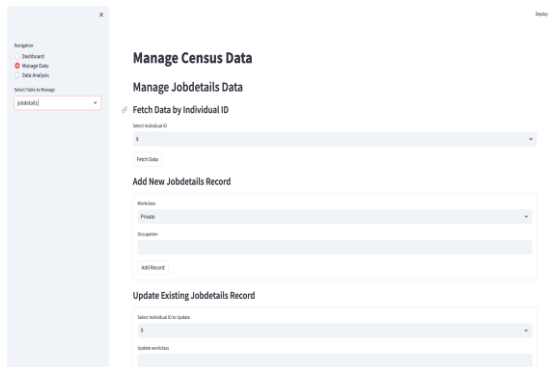 Deploy
Navigation
Dashboard
Manage Data
Data Analysis
Select Table to Manage
jobdetails
Manage Census Data
Manage Jobdetails Data
Fetch Data by Individual ID
Select Individual ID
9
Fetch Data
Add New Jobdetails Record
Workclass
Private
Occupation
Add Record
Update Existing Jobdetails Record
Select Individual ID to Update
9
Update workclass